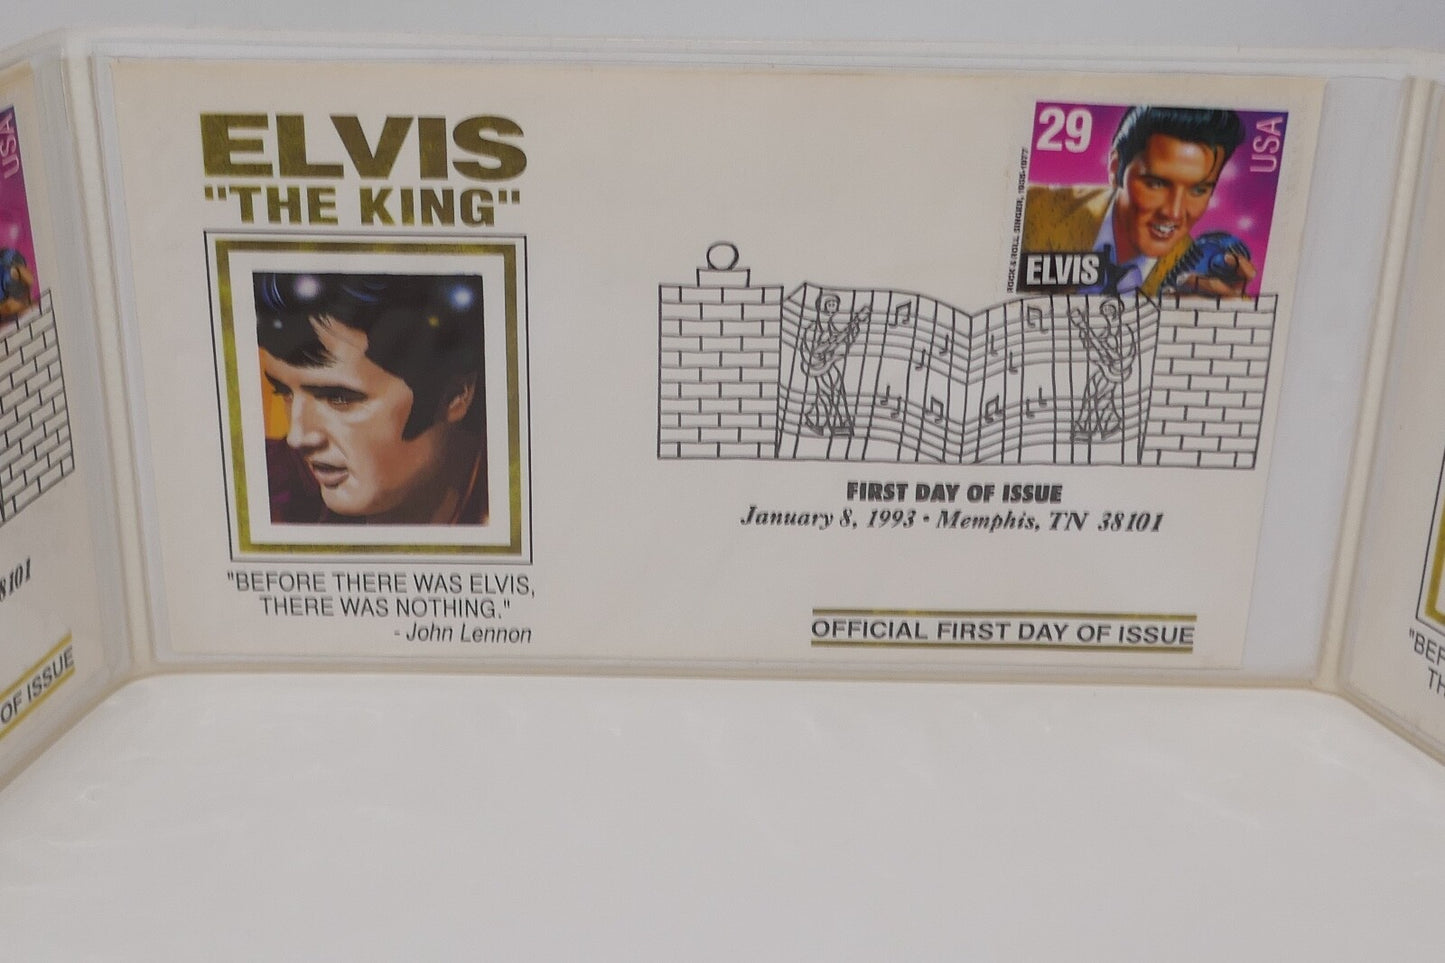 USA
8101
OF ISSUE
ELVIS
"THE KING"
"BEFORE THERE WAS ELVIS,
THERE WAS NOTHING."
- John Lennon
29
USA
ROCK & ROLL SINGER, 1935-1977
ELVIS
FIRST DAY OF ISSUE
January 8, 1993 • Memphis, TN 38101
OFFICIAL FIRST DAY OF ISSUE
"BEF
TH